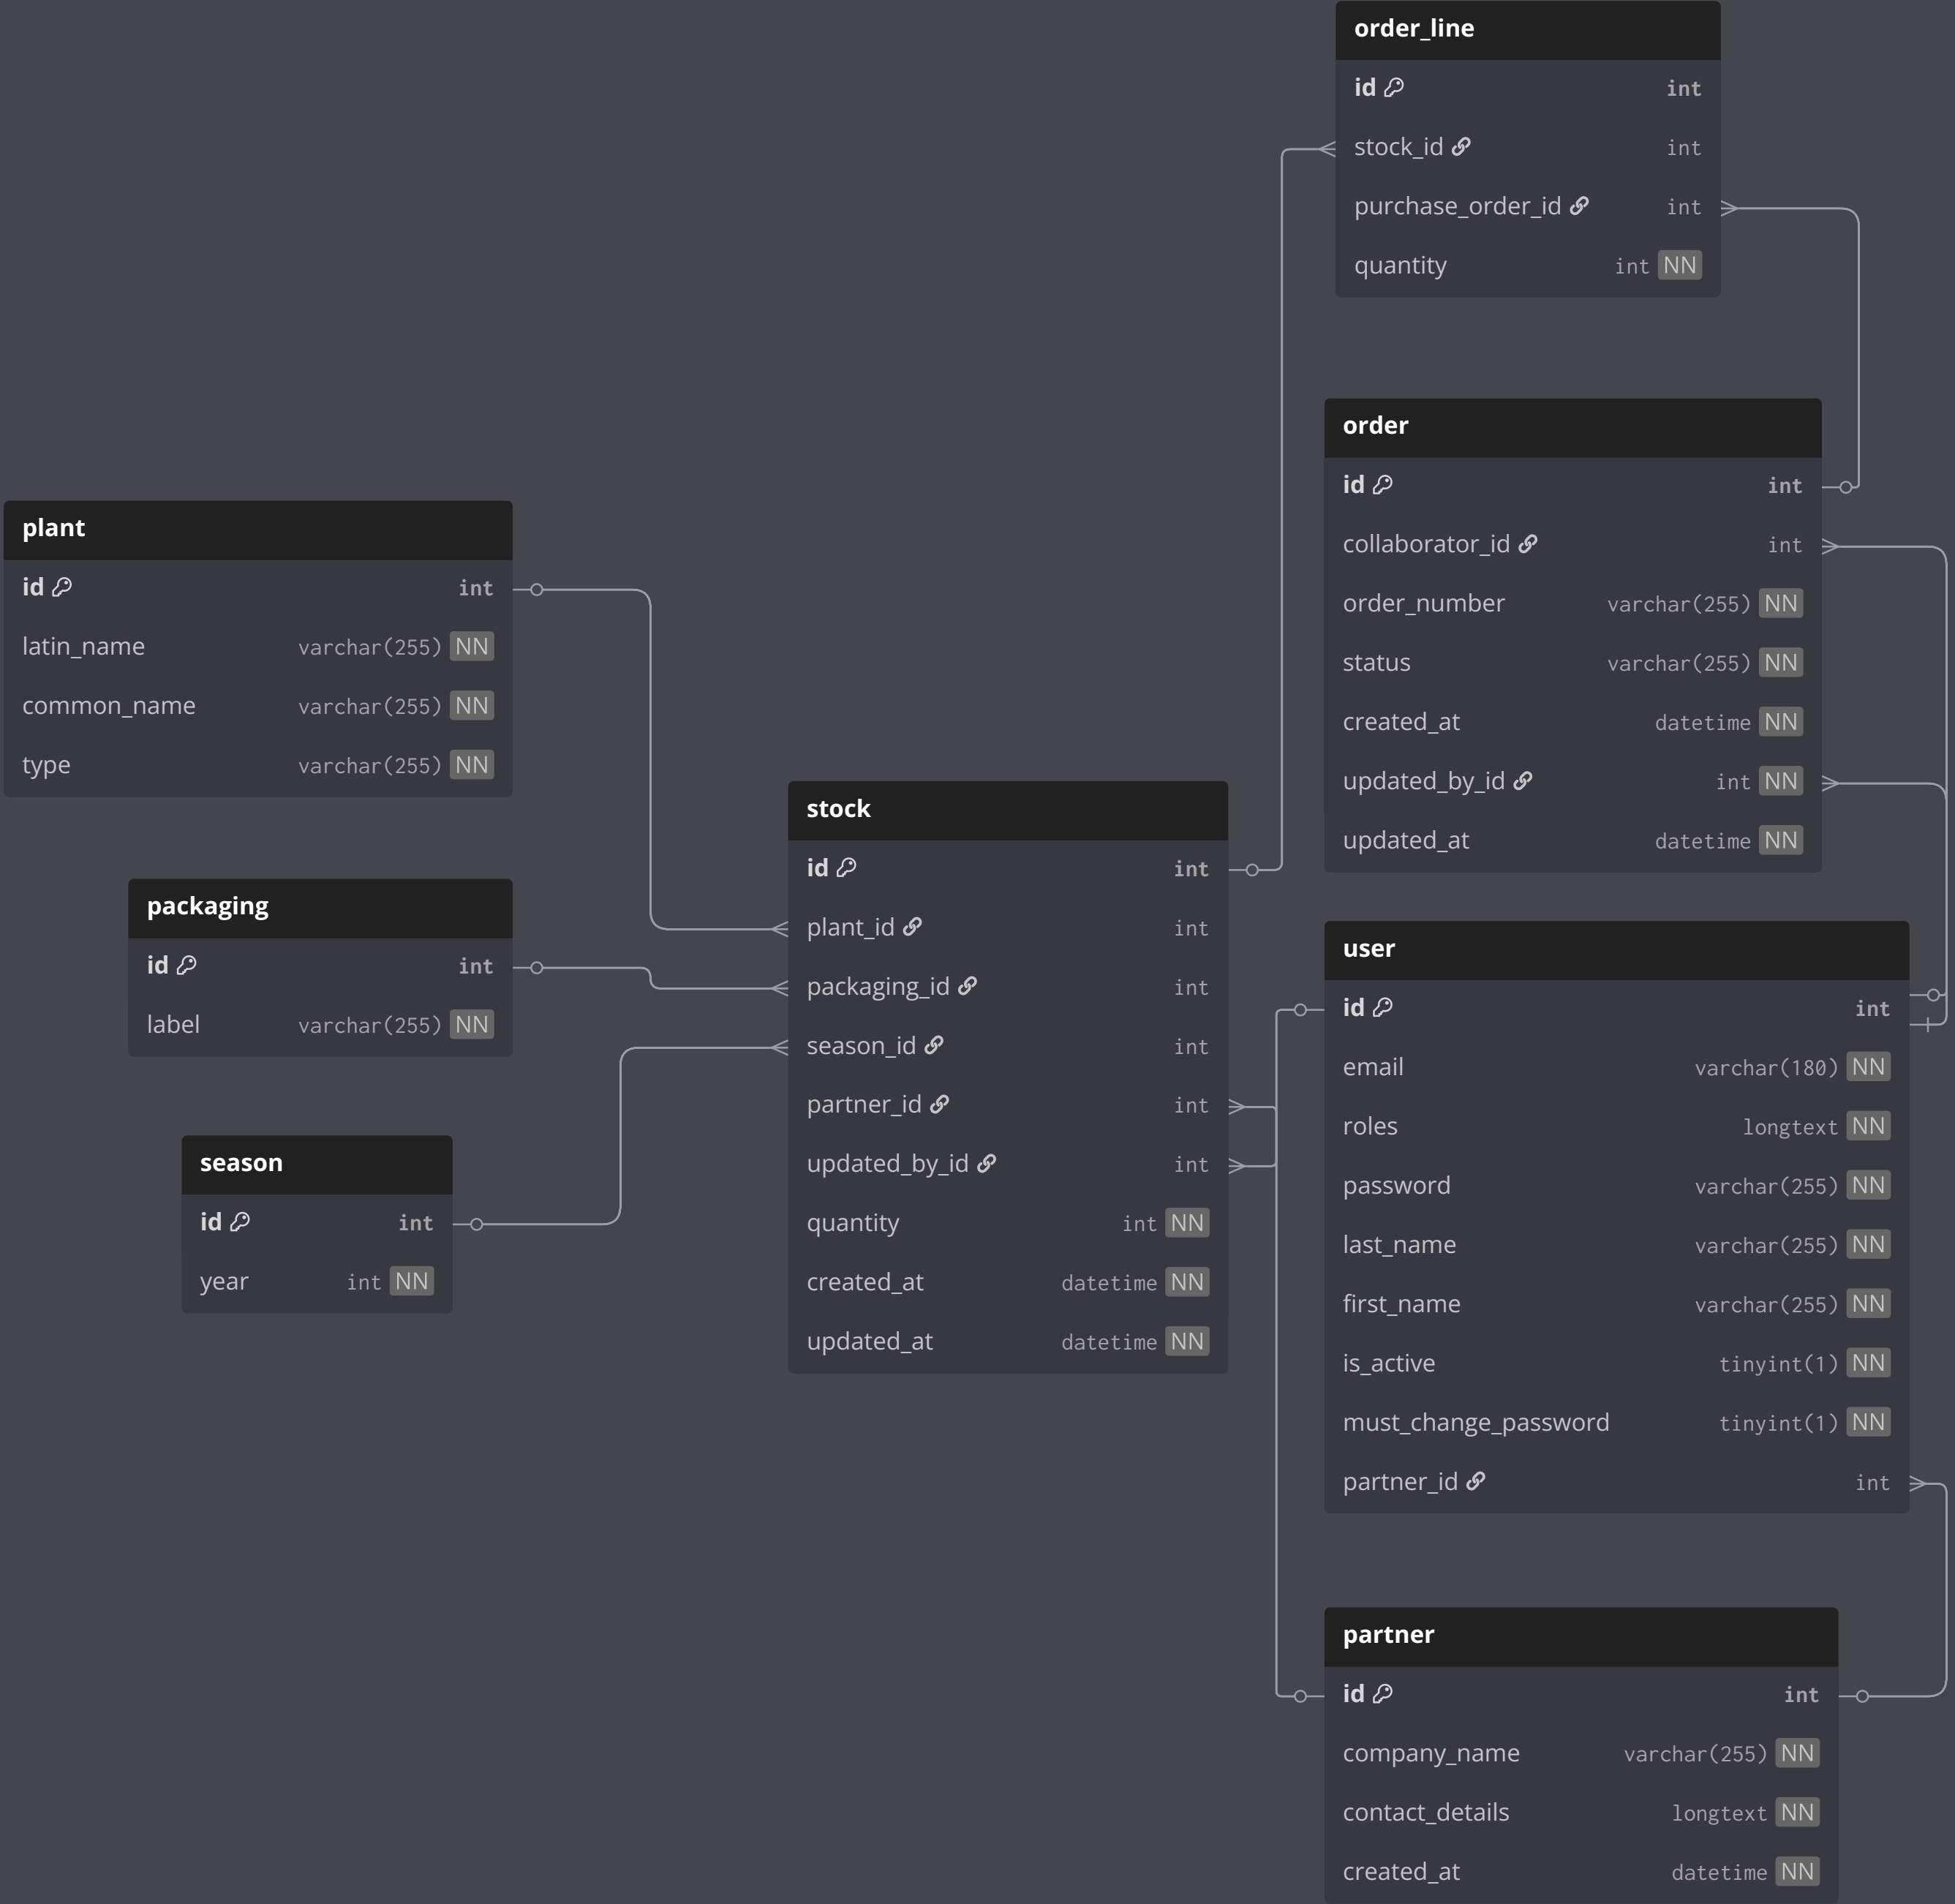 order_line
id int
stock_id int
purchase_order_id int
quantity int NN
order
id int
collaborator_id int
order_number varchar(255) NN
status varchar(255) NN
created_at datetime NN
updated_by_id int NN
updated_at datetime NN
plant
id int
latin_name varchar(255) NN
common_name varchar(255) NN
type varchar(255) NN
packaging
id int
label varchar(255) NN
season
id int
year int NN
stock
id int
plant_id int
packaging_id int
season_id int
partner_id int
updated_by_id int
quantity int NN
created_at datetime NN
updated_at datetime NN
user
id int
email varchar(180) NN
roles longtext NN
password varchar(255) NN
last_name varchar(255) NN
first_name varchar(255) NN
is_active tinyint(1) NN
must_change_password tinyint(1) NN
partner_id int
partner
id int
company_name varchar(255) NN
contact_details longtext NN
created_at datetime NN